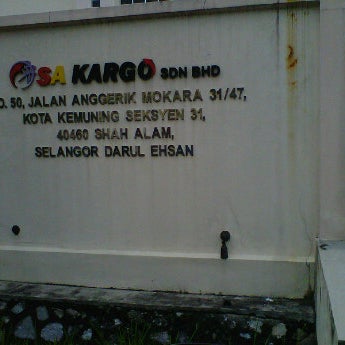 SA KARGO SDN BHD
O. 50, JALAN ANGGERIK MOKARA 31/47,
KOTA KEMUNING SEKSYEN 31,
40460 SHAH ALAM,
SELANGOR DARUL EHSAN